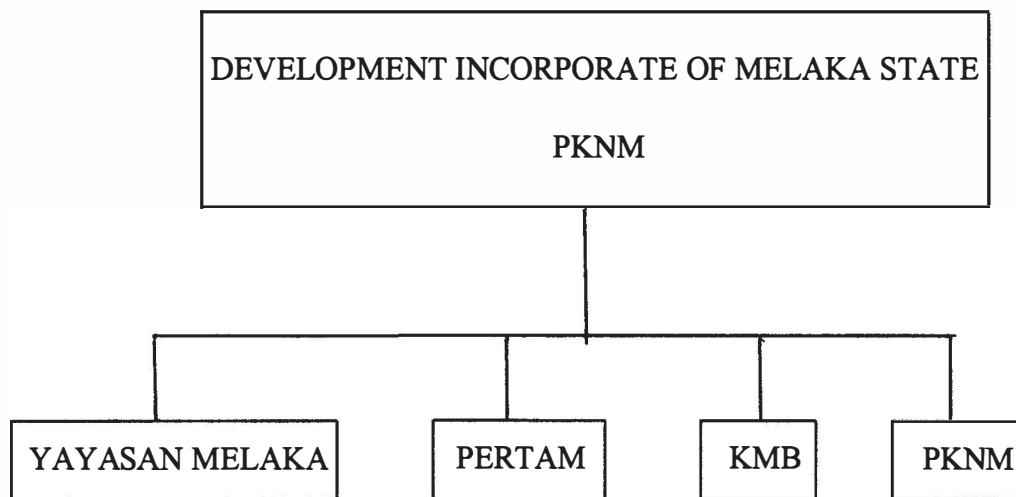 DEVELOPMENT INCORPORATE OF MELAKA STATE
PKNM
YAYASAN MELAKA PERTAM KMB PKNM